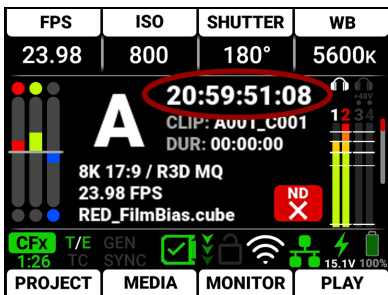 FPS ISO SHUTTER WB
23.98 800 180° 5600K
20:59:51:08
+48V
A
CLIP: A001_C001
1 2 3 4
DUR: 00:00:00
8K 17:9 / R3D MQ
23.98 FPS
ND
RED_FilmBias.cube
CFx T/E GEN
1:26 TC SYNC 15.1V 100%
PROJECT MEDIA MONITOR PLAY